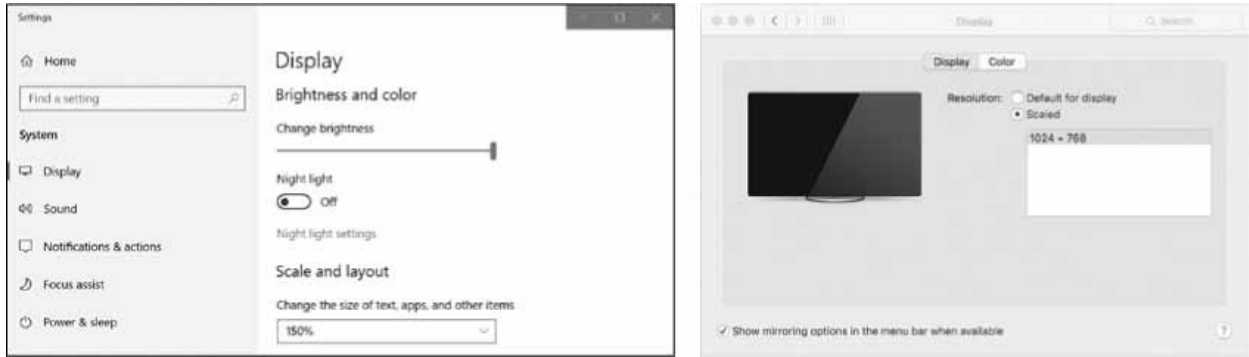 Settings
Home
Find a setting
System
Display
Sound
Notifications & actions
Focus assist
Power & sleep
Display
Brightness and color
Change brightness
Night light
Off
Night light settings
Scale and layout
Change the size of text, apps, and other items
150%
Display
Search
Display Color
Resolution: Default for display
Scaled
1024 × 768
Show mirroring options in the menu bar when available
?